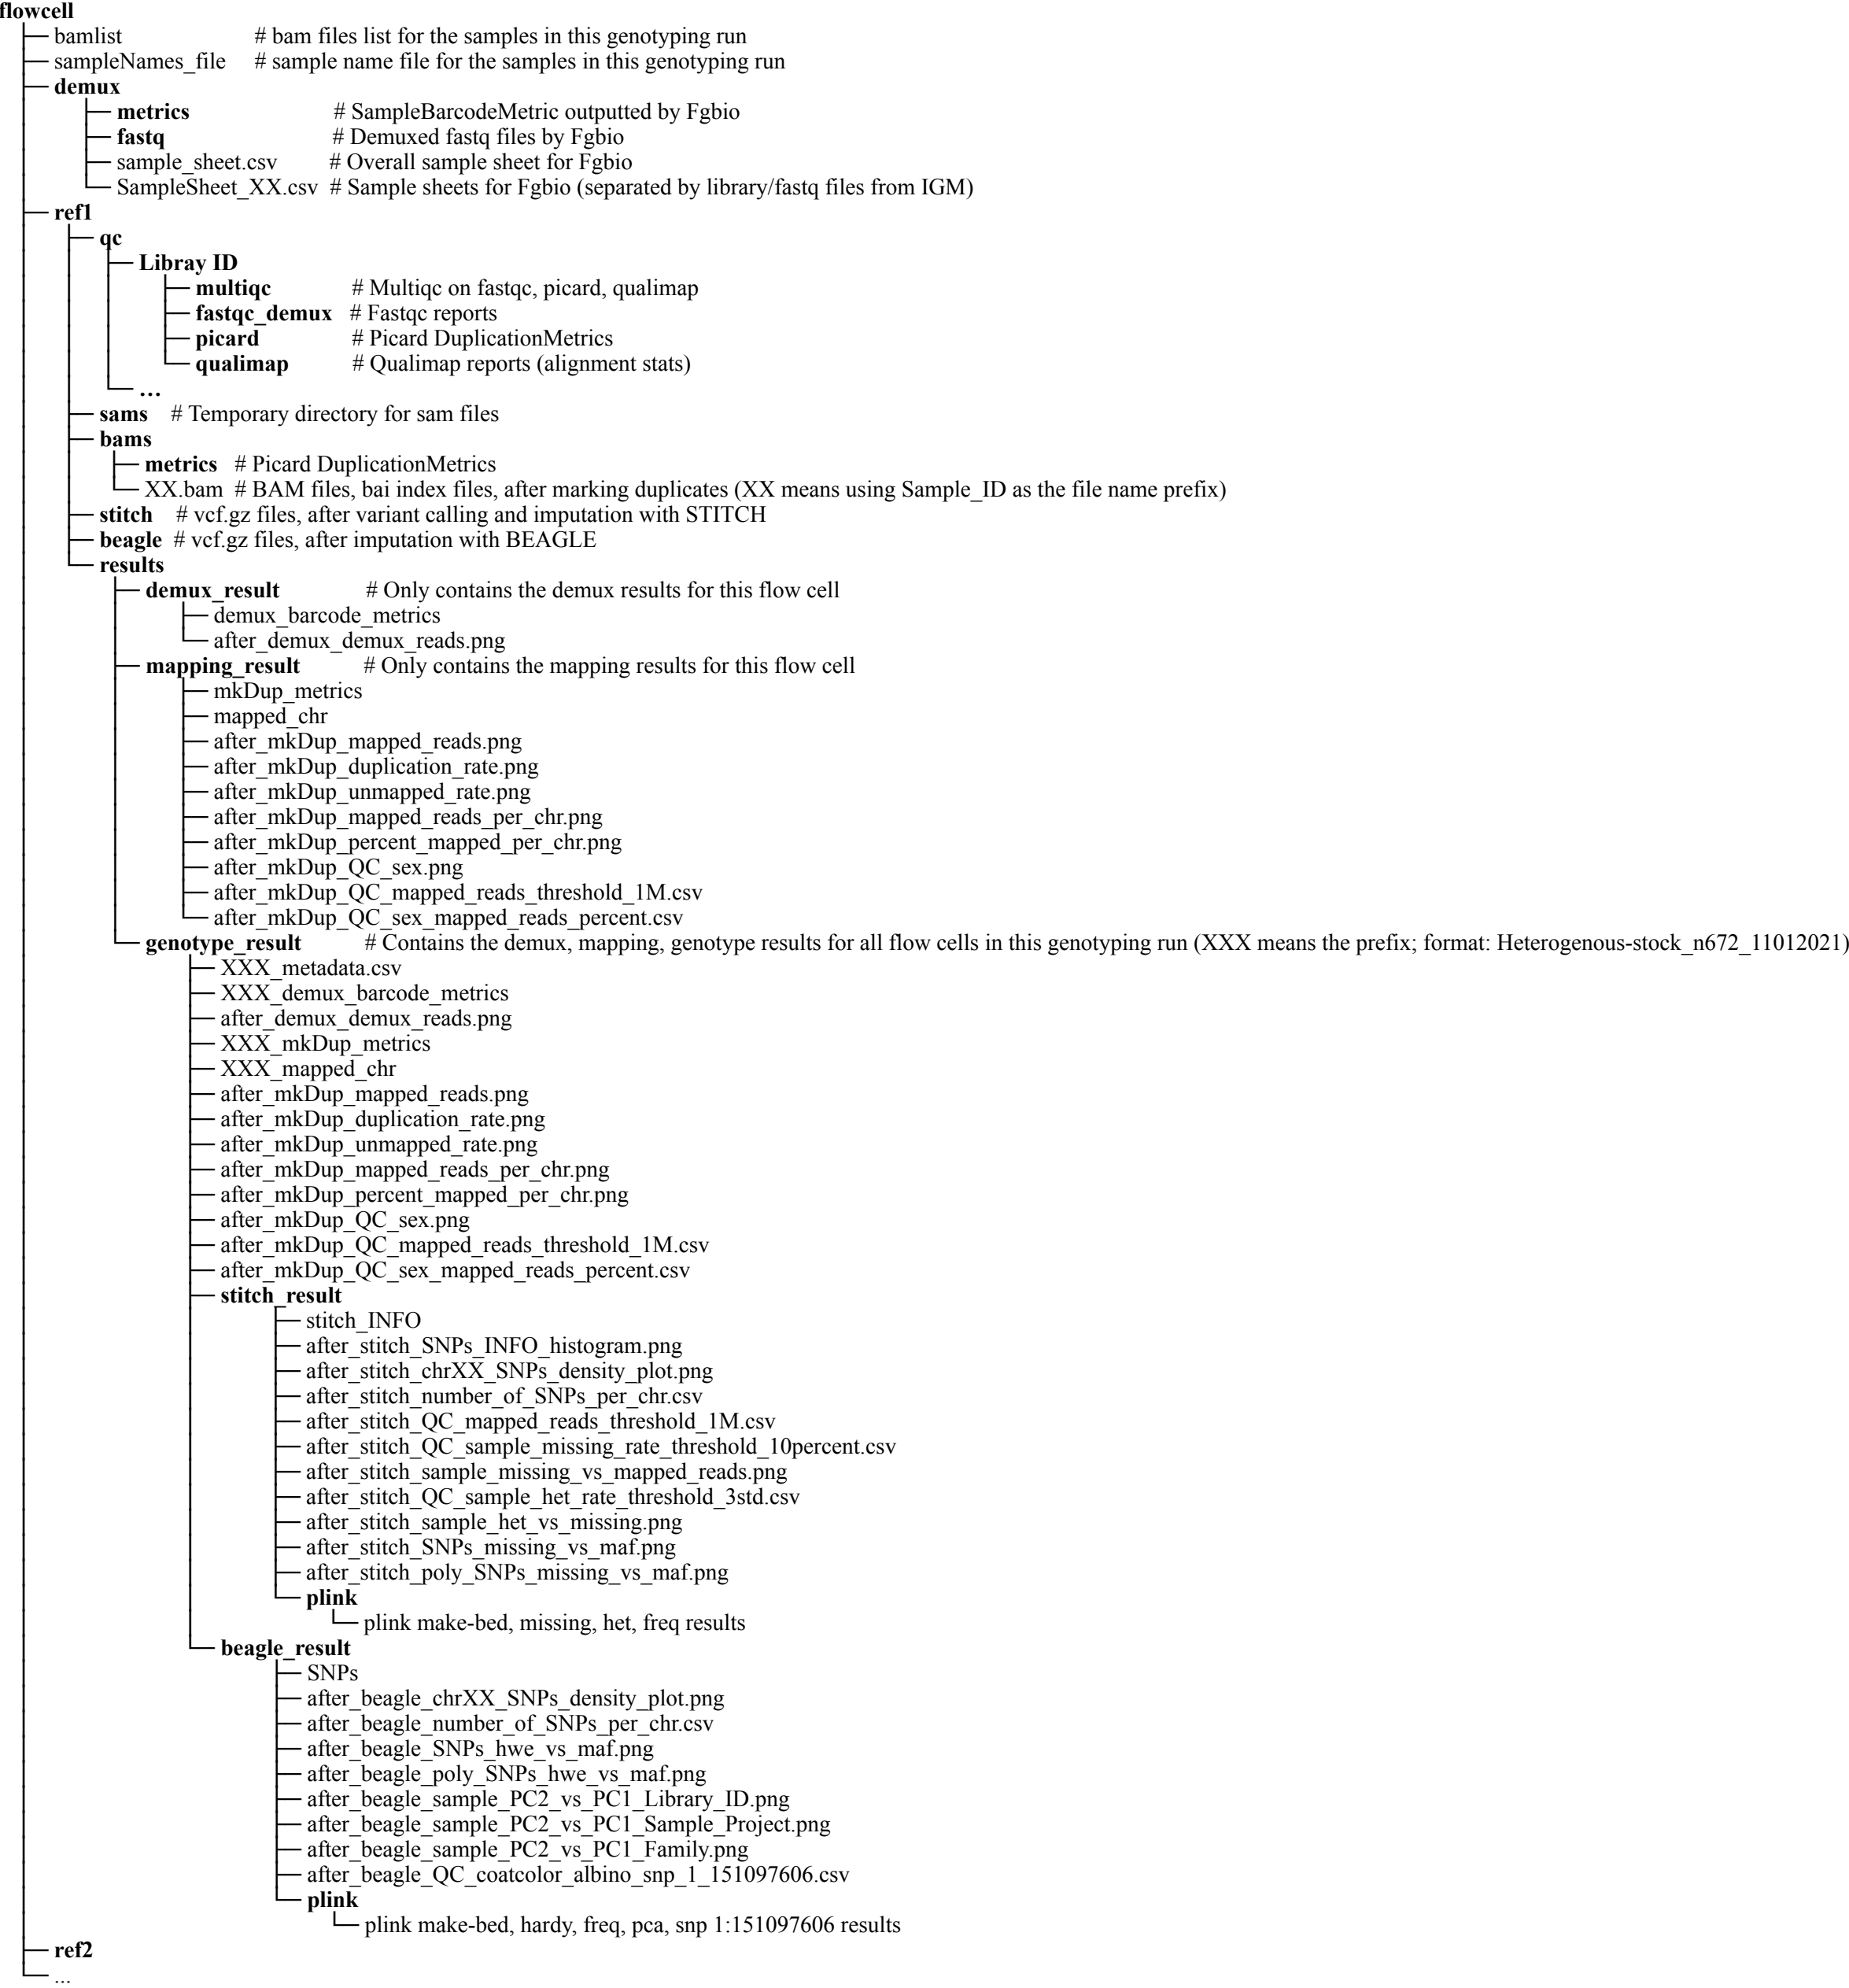 flowcell
bamlist # bam files list for the samples in this genotyping run
sampleNames_file # sample name file for the samples in this genotyping run
demux
metrics # SampleBarcodeMetric outputted by Fgbio
fastq # Demuxed fastq files by Fgbio
sample_sheet.csv # Overall sample sheet for Fgbio
SampleSheet_XX.csv # Sample sheets for Fgbio (separated by library/fastq files from IGM)
ref1
qc
Libray ID
multiqc # Multiqc on fastqc, picard, qualimap
fastqc_demux # Fastqc reports
picard # Picard DuplicationMetrics
qualimap # Qualimap reports (alignment stats)
...
sams # Temporary directory for sam files
bams
metrics # Picard DuplicationMetrics
XX.bam # BAM files, bai index files, after marking duplicates (XX means using Sample_ID as the file name prefix)
stitch # vcf.gz files, after variant calling and imputation with STITCH
beagle # vcf.gz files, after imputation with BEAGLE
results
demux_result # Only contains the demux results for this flow cell
demux_barcode_metrics
after_demux_demux_reads.png
mapping_result # Only contains the mapping results for this flow cell
mkDup_metrics
mapped_chr
after_mkDup_mapped_reads.png
after_mkDup_duplication_rate.png
after_mkDup_unmapped_rate.png
after_mkDup_mapped_reads_per_chr.png
after_mkDup_percent_mapped_per_chr.png
after_mkDup_QC_sex.png
after_mkDup_QC_mapped_reads_threshold_1M.csv
after_mkDup_QC_sex_mapped_reads_percent.csv
genotype_result # Contains the demux, mapping, genotype results for all flow cells in this genotyping run (XXX means the prefix; format: Heterogenous-stock_n672_11012021)
XXX_metadata.csv
XXX_demux_barcode_metrics
after_demux_demux_reads.png
XXX_mkDup_metrics
XXX_mapped_chr
after_mkDup_mapped_reads.png
after_mkDup_duplication_rate.png
after_mkDup_unmapped_rate.png
after_mkDup_mapped_reads_per_chr.png
after_mkDup_percent_mapped_per_chr.png
after_mkDup_QC_sex.png
after_mkDup_QC_mapped_reads_threshold_1M.csv
after_mkDup_QC_sex_mapped_reads_percent.csv
stitch_result
stitch_INFO
after_stitch_SNPs_INFO_histogram.png
after_stitch_chrXX_SNPs_density_plot.png
after_stitch_number_of_SNPs_per_chr.csv
after_stitch_QC_mapped_reads_threshold_1M.csv
after_stitch_QC_sample_missing_rate_threshold_10percent.csv
after_stitch_sample_missing_vs_mapped_reads.png
after_stitch_QC_sample_het_rate_threshold_3std.csv
after_stitch_sample_het_vs_missing.png
after_stitch_SNPs_missing_vs_maf.png
after_stitch_poly_SNPs_missing_vs_maf.png
plink
plink make-bed, missing, het, freq results
beagle_result
SNPs
after_beagle_chrXX_SNPs_density_plot.png
after_beagle_number_of_SNPs_per_chr.csv
after_beagle_SNPs_hwe_vs_maf.png
after_beagle_poly_SNPs_hwe_vs_maf.png
after_beagle_sample_PC2_vs_PC1_Library_ID.png
after_beagle_sample_PC2_vs_PC1_Sample_Project.png
after_beagle_sample_PC2_vs_PC1_Family.png
after_beagle_QC_coatcolor_albino_snp_1_151097606.csv
plink
plink make-bed, hardy, freq, pca, snp 1:151097606 results
ref2
...